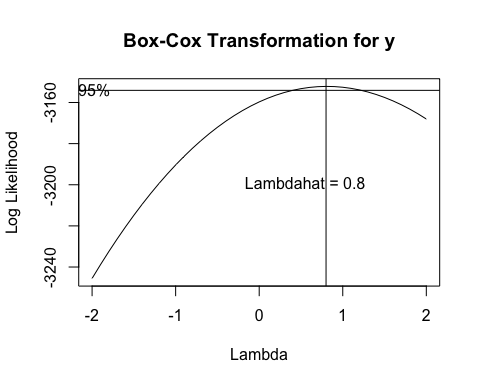 Box-Cox Transformation for y
95%
-3160
-3200
-3240
Log Likelihood
Lambdahat = 0.8
-2
-1
0
1
2
Lambda